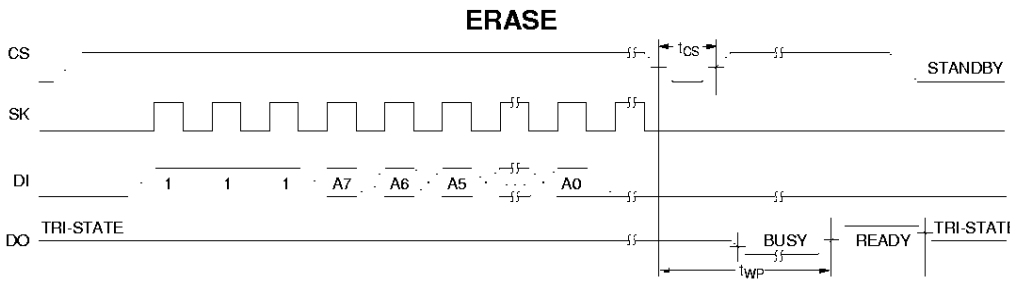 ERASE
CS
tCS
STANDBY
SK
DI 1 1 1 A7 A6 A5 ... A0
TRI-STATE
DO
BUSY
READY
TRI-STATE
tWP